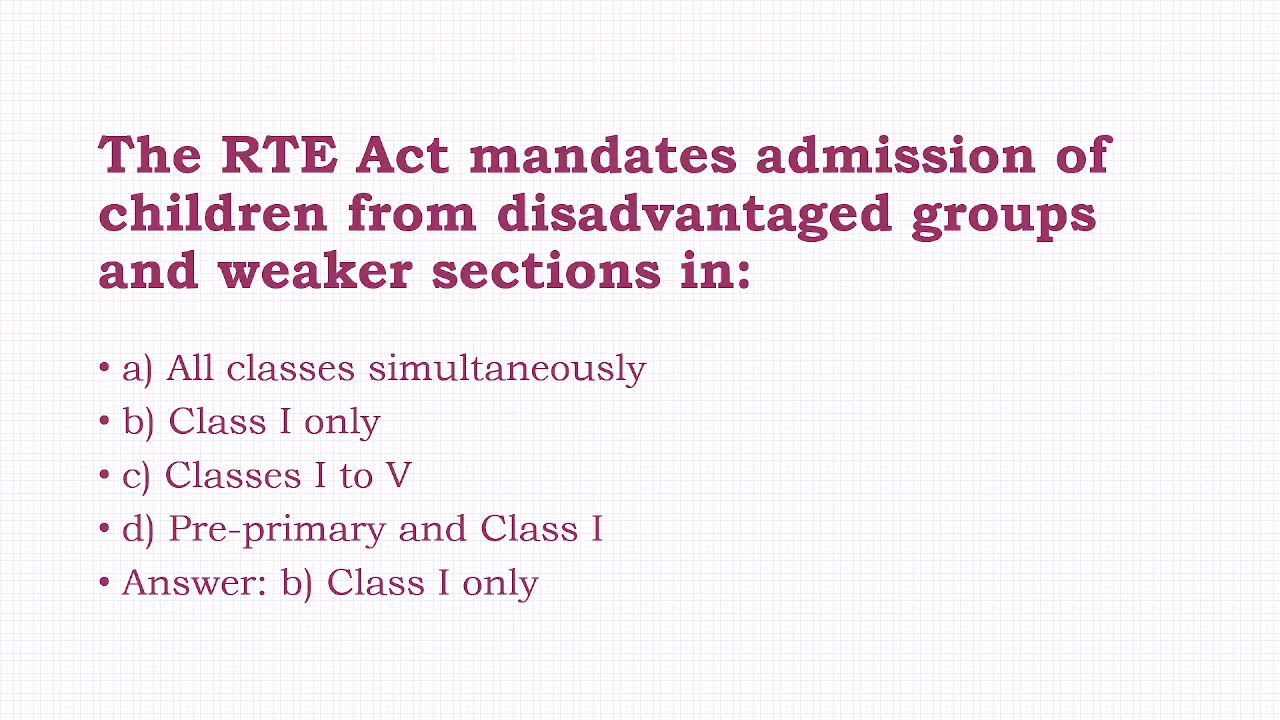 The RTE Act mandates admission of
children from disadvantaged groups
and weaker sections in:
• a) All classes simultaneously
• b) Class I only
• c) Classes I to V
• d) Pre-primary and Class I
• Answer: b) Class I only